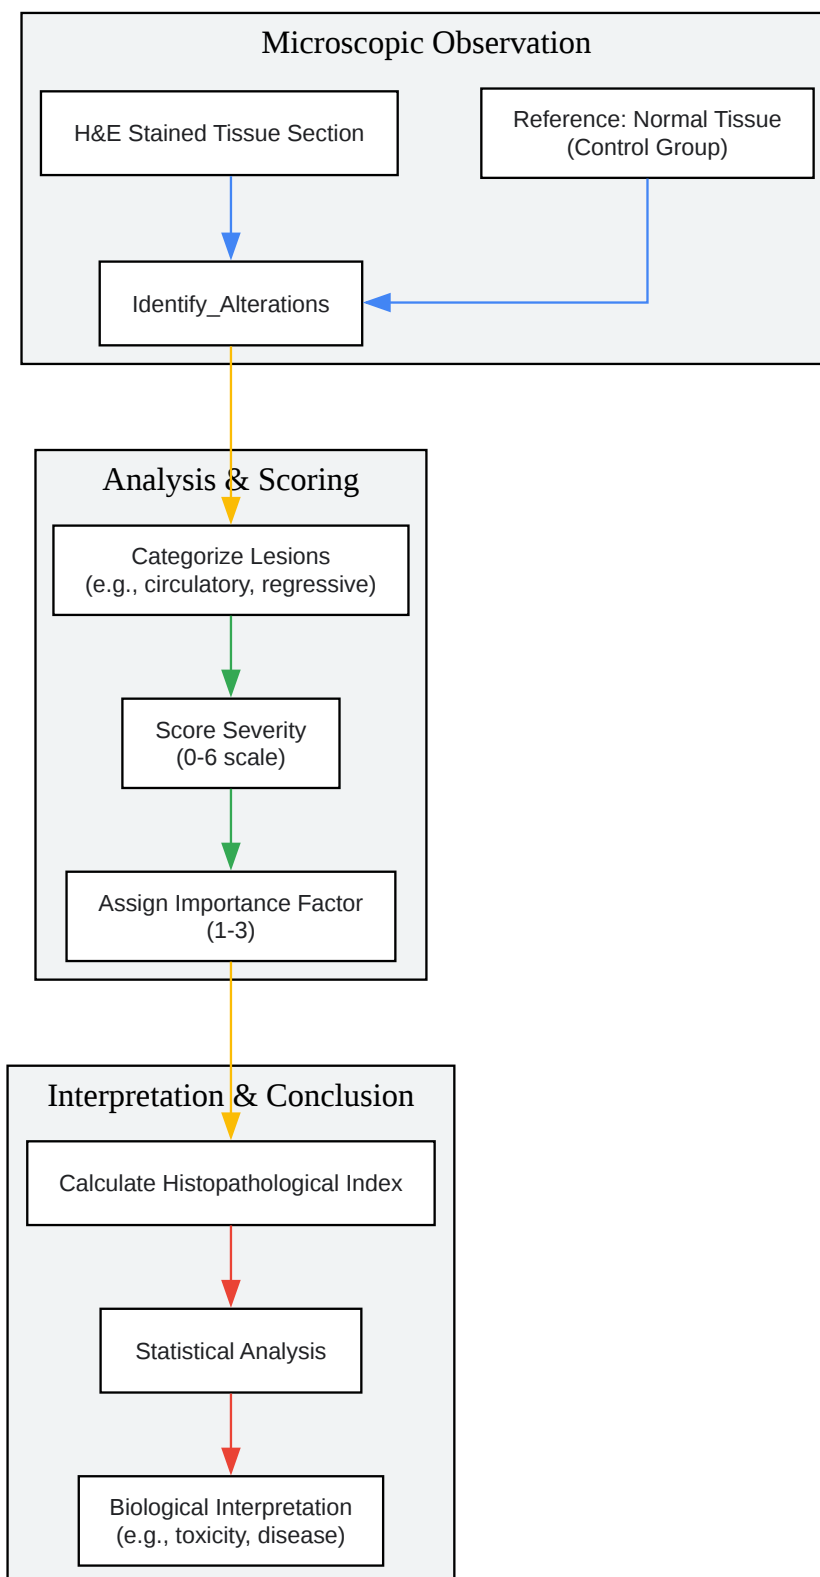 Microscopic Observation
H&E Stained Tissue Section
Reference: Normal Tissue
(Control Group)
Identify_Alterations
Analysis & Scoring
Categorize Lesions
(e.g., circulatory, regressive)
Score Severity
(0-6 scale)
Assign Importance Factor
(1-3)
Interpretation & Conclusion
Calculate Histopathological Index
Statistical Analysis
Biological Interpretation
(e.g., toxicity, disease)